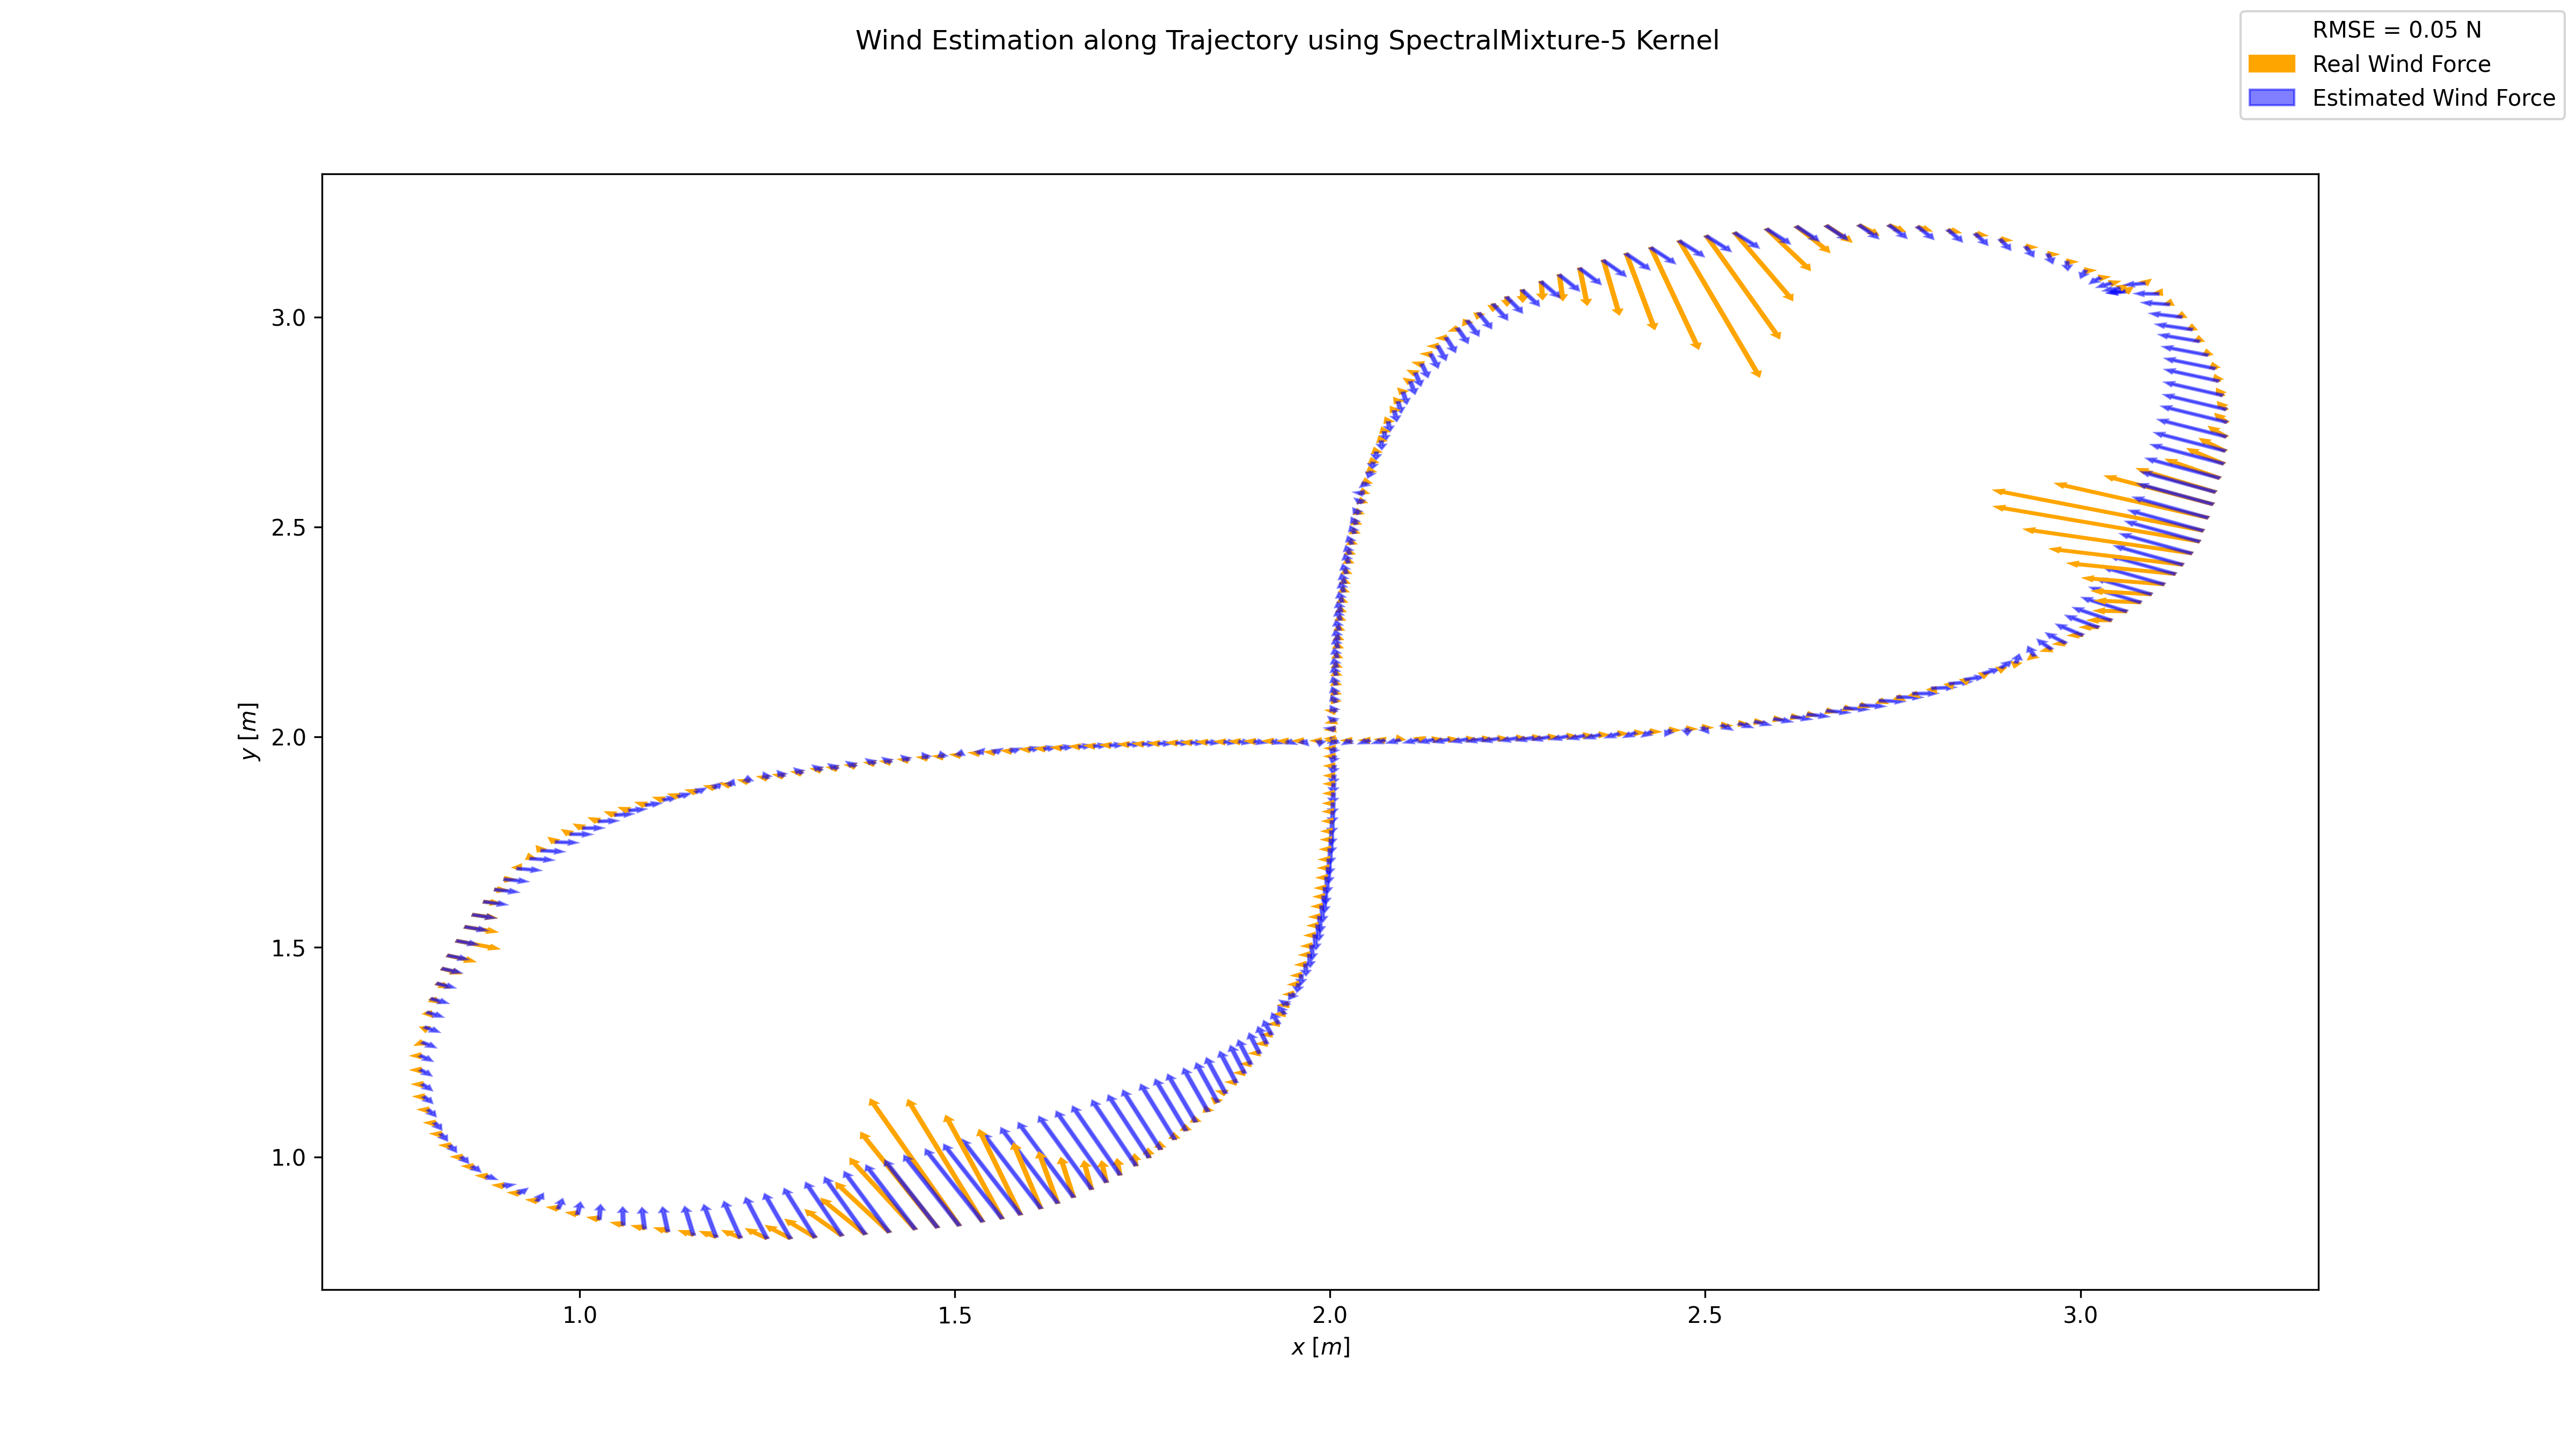 Wind Estimation along Trajectory using SpectralMixture-5 Kernel
RMSE = 0.05 N
Real Wind Force
Estimated Wind Force
3.0
2.5
2.0
1.5
1.0
y [m]
1.0 1.5 2.0 2.5 3.0
x [m]